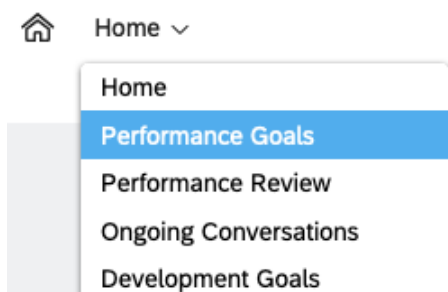 Home
Home
Performance Goals
Performance Review
Ongoing Conversations
Development Goals